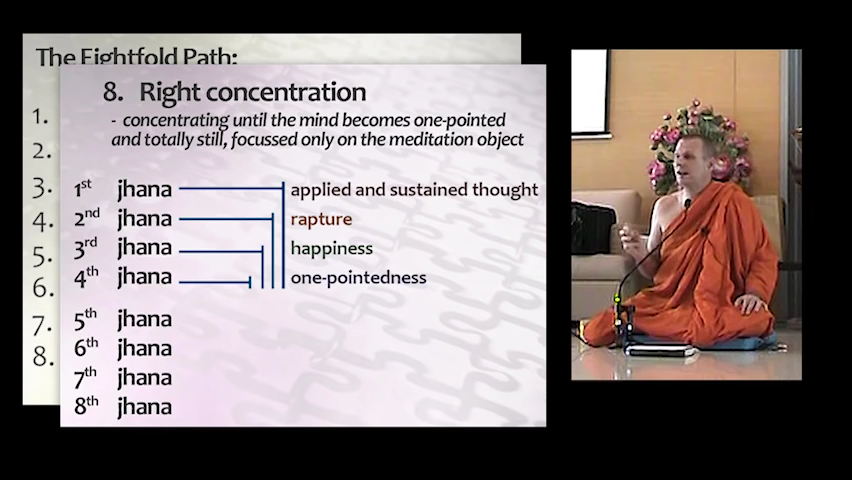 The Eightfold Path:
8. Right concentration
- concentrating until the mind becomes one-pointed
and totally still, focussed only on the meditation object
1.
2.
3.
4.
5.
6.
7.
8.
1st jhana applied and sustained thought
2nd jhana rapture
3rd jhana happiness
4th jhana one-pointedness
5th jhana
6th jhana
7th jhana
8th jhana